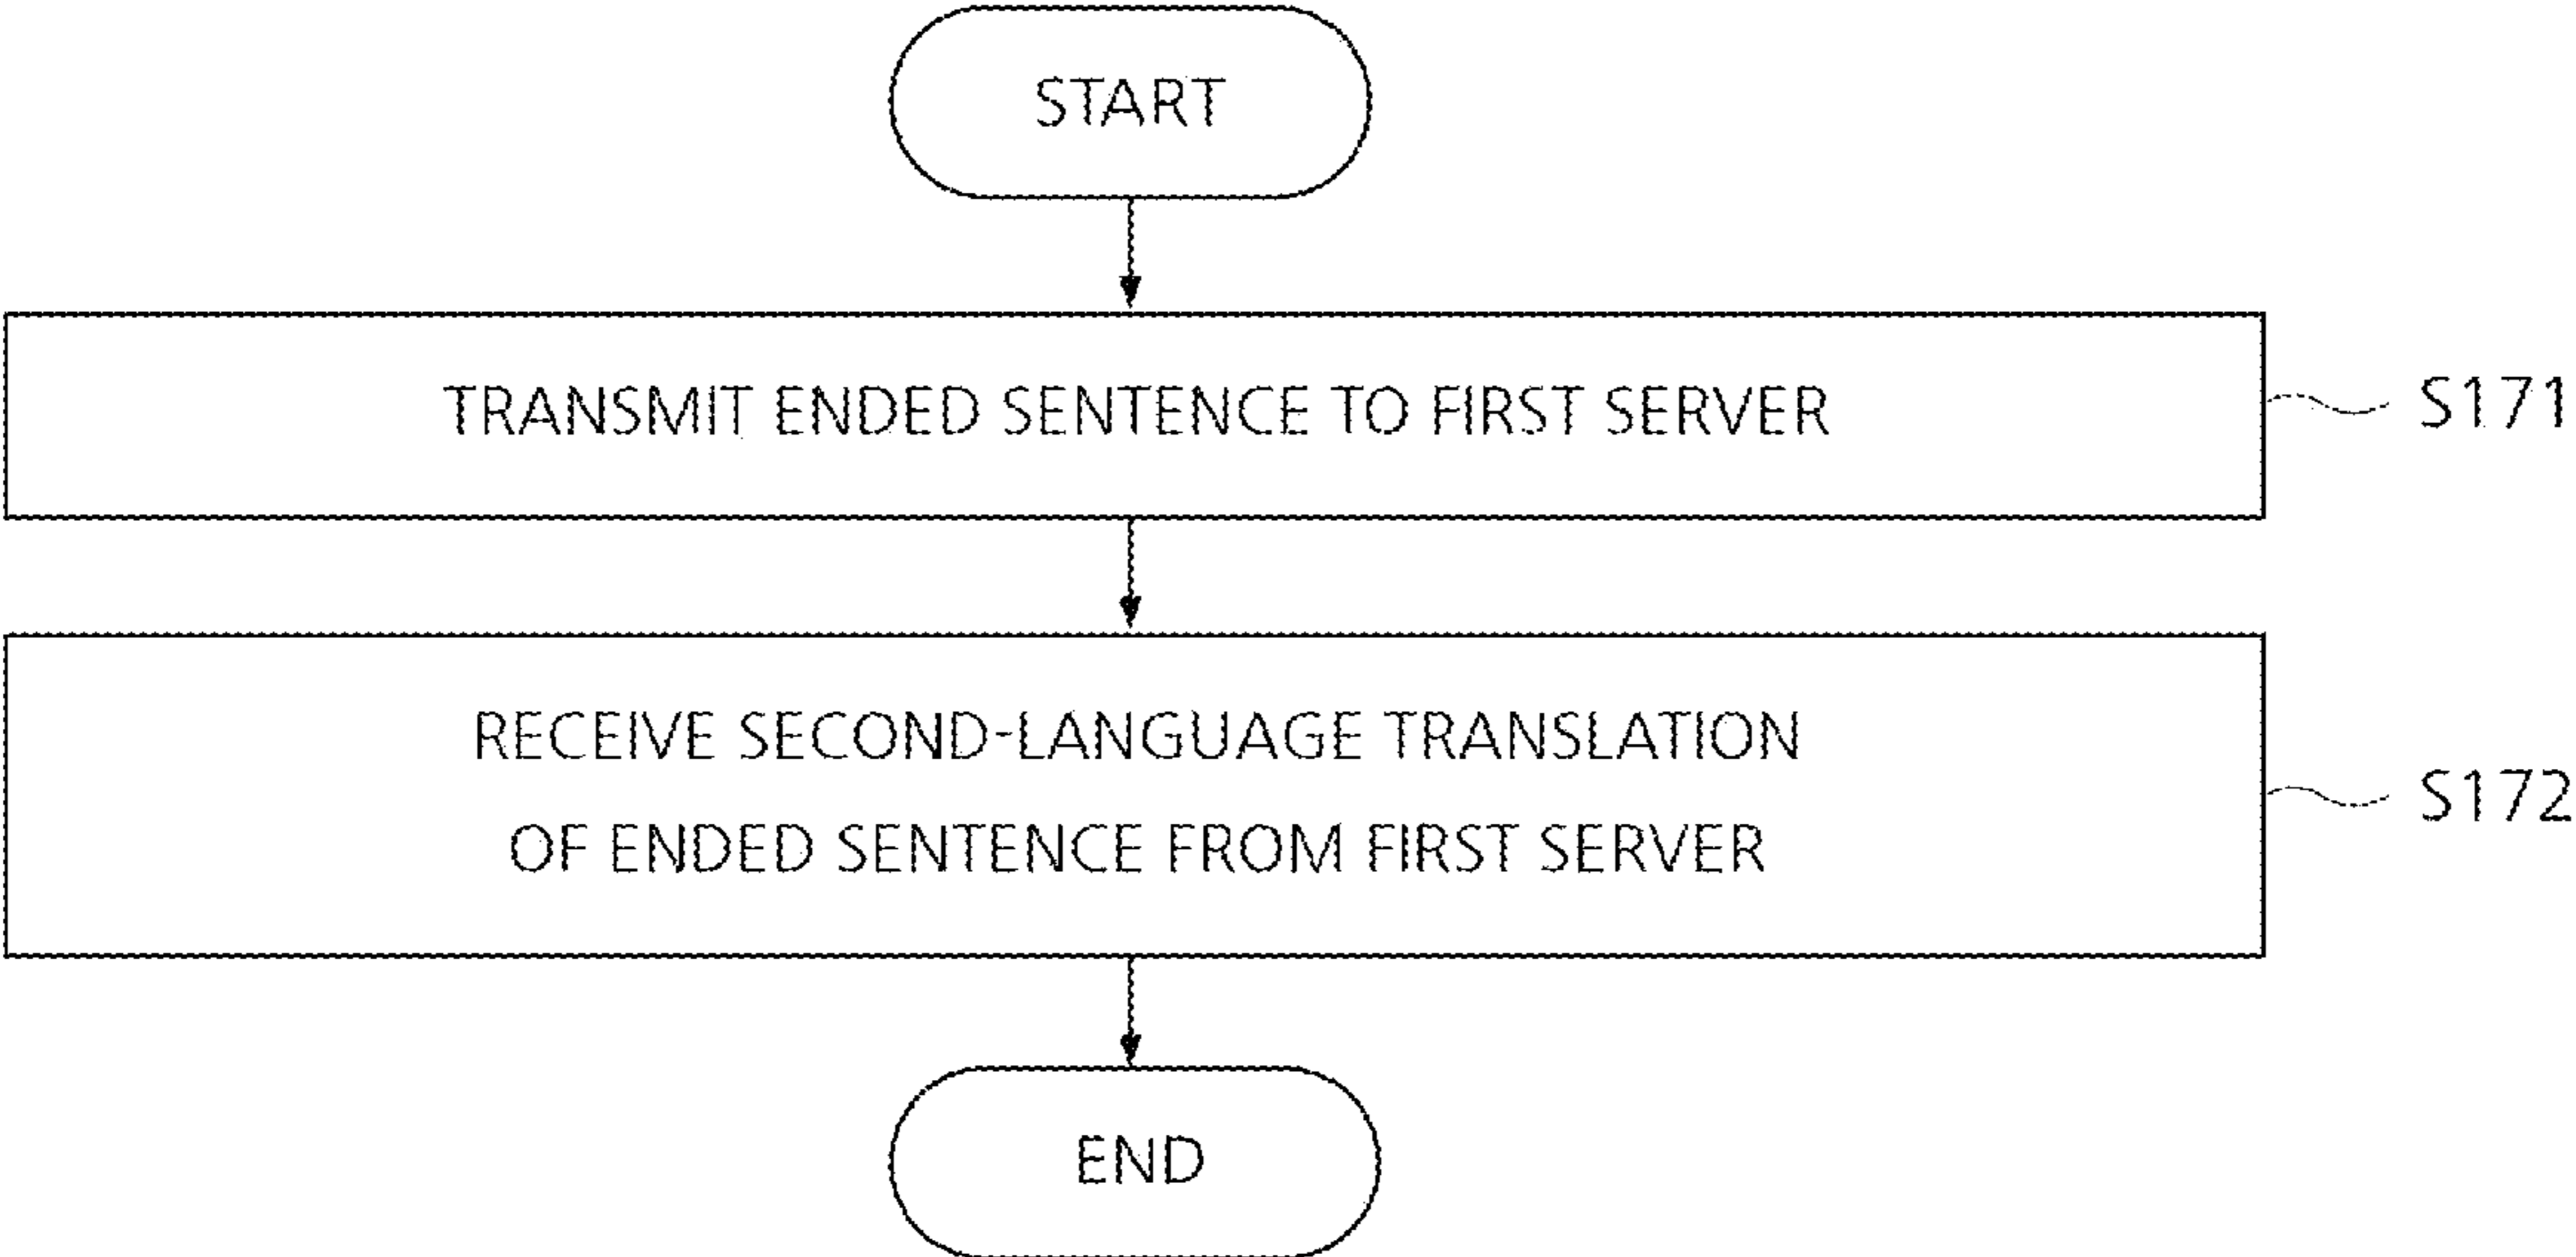 START
TRANSMIT ENDED SENTENCE TO FIRST SERVER
S171
RECEIVE SECOND-LANGUAGE TRANSLATION
OF ENDED SENTENCE FROM FIRST SERVER
S172
END